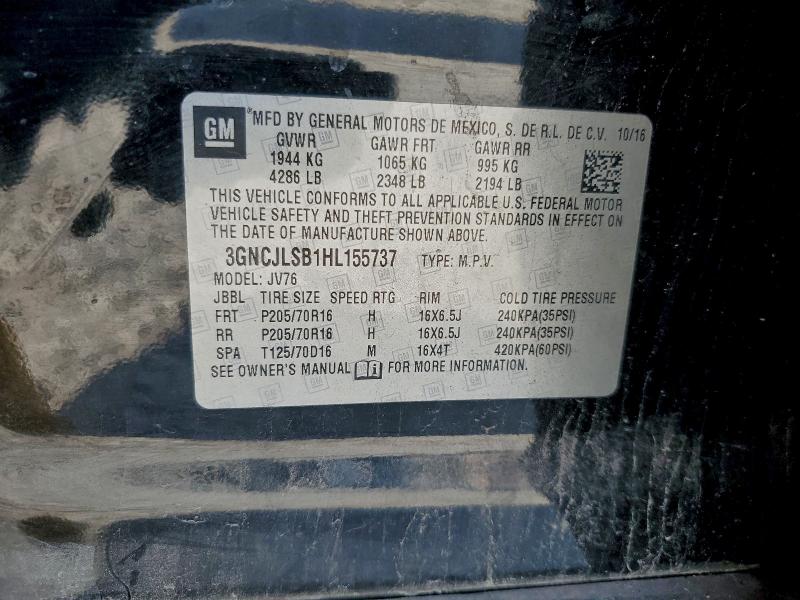 GM
MFD BY GENERAL MOTORS DE MEXICO, S. DE R.L. DE C.V. 10/16
GVWR GAWR FRT GAWR RR
1944 KG 1065 KG 995 KG
4286 LB 2348 LB 2194 LB
THIS VEHICLE CONFORMS TO ALL APPLICABLE U.S. FEDERAL MOTOR
VEHICLE SAFETY AND THEFT PREVENTION STANDARDS IN EFFECT ON
THE DATE OF MANUFACTURE SHOWN ABOVE.
3GNCJLSB1HL155737 TYPE: M.P.V.
MODEL: JV76
JBBL TIRE SIZE SPEED RTG RIM COLD TIRE PRESSURE
FRT P205/70R16 H 16X6.5J 240KPA(35PSI)
RR P205/70R16 H 16X6.5J 240KPA(35PSI)
SPA T125/70D16 M 16X4T 420KPA(60PSI)
SEE OWNER'S MANUAL FOR MORE INFORMATION.